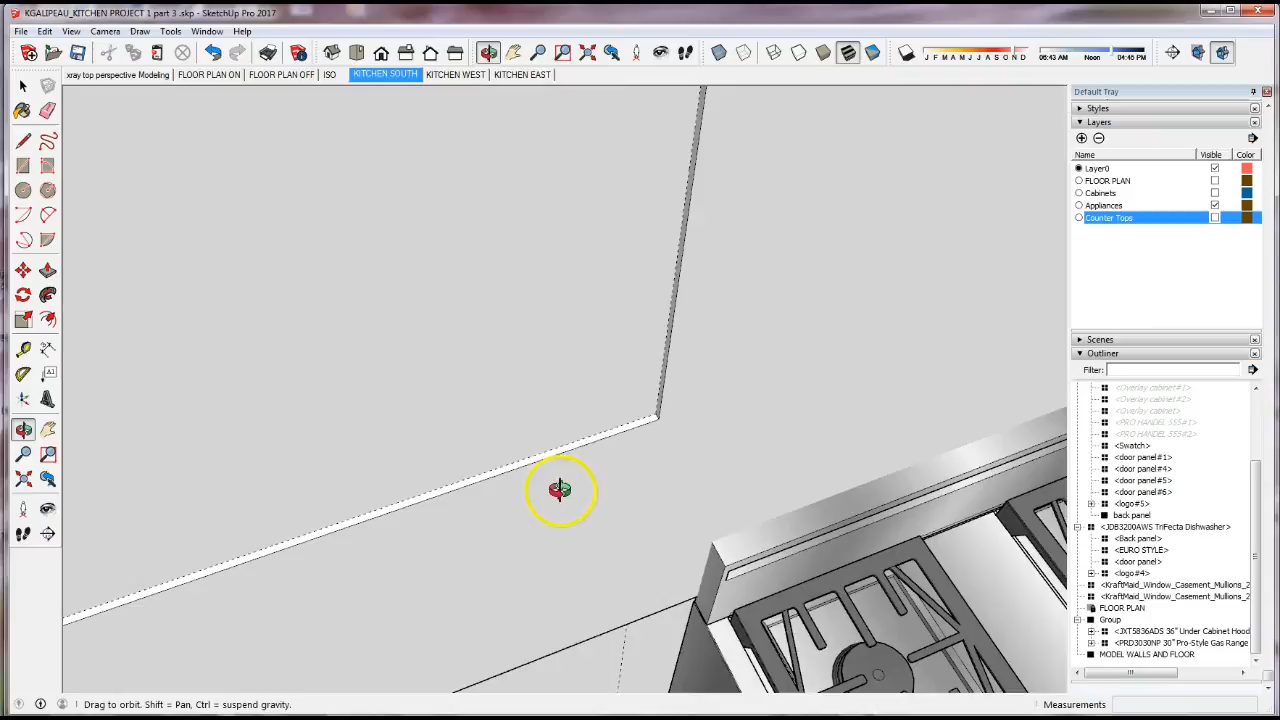 KGALIPEAU_KITCHEN PROJECT 1 part 3 .skp - SketchUp Pro 2017
File Edit View Camera Draw Tools Window Help
J F M A M J J A S O N D 06:43 AM Noon 04:45 PM
xray top perspective Modeling FLOOR PLAN ON FLOOR PLAN OFF ISO KITCHEN SOUTH KITCHEN WEST KITCHEN EAST
Default Tray
Styles
Layers
Name Visible Color
Layer0
FLOOR PLAN
Cabinets
Appliances
Counter Tops
Scenes
Outliner
Filter:
<Overlay cabinet#1>
<Overlay cabinet#2>
<Overlay cabinet>
<PRO HANDEL 555#1>
<PRO HANDEL 555#2>
<Swatch>
<door panel#1>
<door panel#4>
<door panel#5>
<door panel#6>
<logo#5>
back panel
<JDB3200AWS TriFecta Dishwasher>
<Back panel>
<EURO STYLE>
<door panel>
<logo#4>
<KraftMaid_Window_Casement_Mullions_2
<KraftMaid_Window_Casement_Mullions_2
FLOOR PLAN
Group
<JXT5836ADS 36" Under Cabinet Hood
<PRD3030NP 30" Pro-Style Gas Range
MODEL WALLS AND FLOOR
Drag to orbit. Shift = Pan, Ctrl = suspend gravity.
Measurements